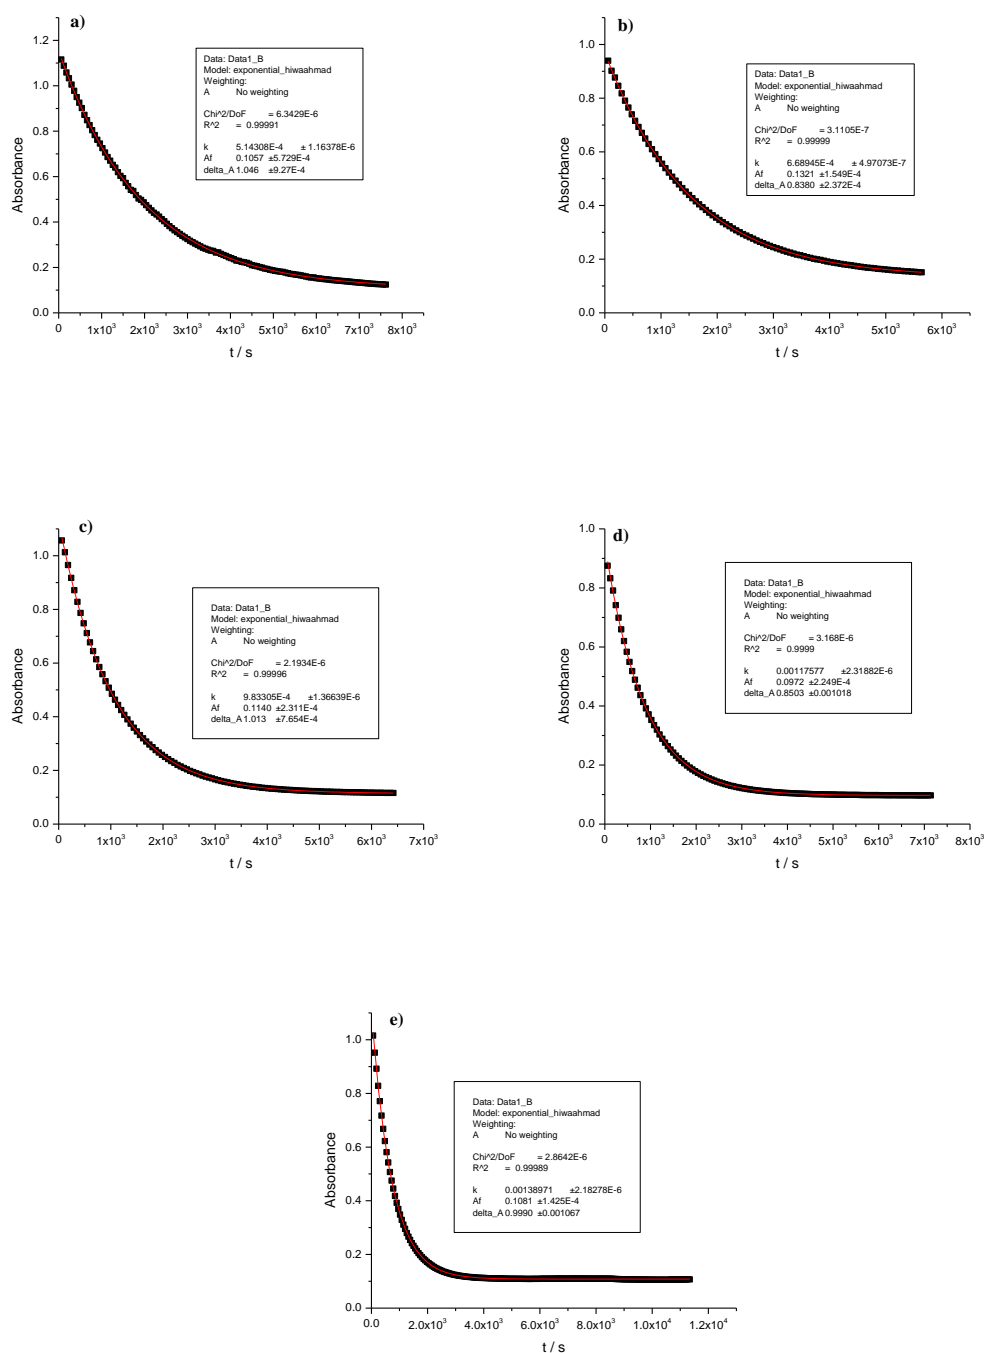 a)
1.2
1.0
0.8
0.6
0.4
0.2
0.0
Absorbance
0 1x10³ 2x10³ 3x10³ 4x10³ 5x10³ 6x10³ 7x10³ 8x10³
t / s
Data: Data1_B
Model: exponential_hiwaahmad
Weighting:
A No weighting
Chi^2/DoF = 6.3429E-6
R^2 = 0.99991
k 5.14308E-4 ± 1.16378E-6
Af 0.1057 ±5.729E-4
delta_A 1.046 ±9.27E-4
b)
1.0
0.8
0.6
0.4
0.2
0.0
Absorbance
0 1x10³ 2x10³ 3x10³ 4x10³ 5x10³ 6x10³
t / s
Data: Data1_B
Model: exponential_hiwaahmad
Weighting:
A No weighting
Chi^2/DoF = 3.1105E-7
R^2 = 0.99999
k 6.68945E-4 ± 4.97073E-7
Af 0.1321 ±1.549E-4
delta_A 0.8380 ±2.372E-4
c)
1.0
0.8
0.6
0.4
0.2
0.0
Absorbance
0 1x10³ 2x10³ 3x10³ 4x10³ 5x10³ 6x10³ 7x10³
t / s
Data: Data1_B
Model: exponential_hiwaahmad
Weighting:
A No weighting
Chi^2/DoF = 2.1934E-6
R^2 = 0.99996
k 9.83305E-4 ±1.36639E-6
Af 0.1140 ±2.311E-4
delta_A 1.013 ±7.654E-4
d)
1.0
0.8
0.6
0.4
0.2
0.0
Absorbance
0 1x10³ 2x10³ 3x10³ 4x10³ 5x10³ 6x10³ 7x10³ 8x10³
t / s
Data: Data1_B
Model: exponential_hiwaahmad
Weighting:
A No weighting
Chi^2/DoF = 3.168E-6
R^2 = 0.9999
k 0.00117577 ±2.31882E-6
Af 0.0972 ±2.249E-4
delta_A 0.8503 ±0.001018
e)
1.0
0.8
0.6
0.4
0.2
0.0
Absorbance
0.0 2.0x10³ 4.0x10³ 6.0x10³ 8.0x10³ 1.0x10⁴ 1.2x10⁴
t / s
Data: Data1_B
Model: exponential_hiwaahmad
Weighting:
A No weighting
Chi^2/DoF = 2.8642E-6
R^2 = 0.99989
k 0.00138971 ±2.18278E-6
Af 0.1081 ±1.425E-4
delta_A 0.9990 ±0.001067